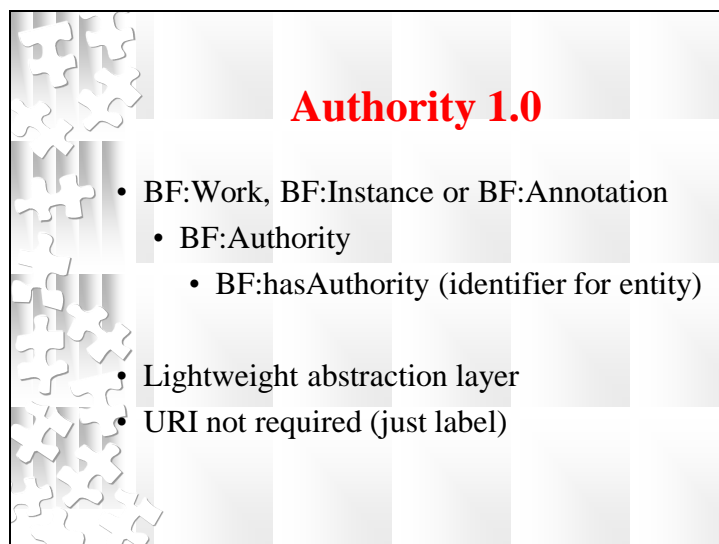 Authority 1.0
• BF:Work, BF:Instance or BF:Annotation
• BF:Authority
• BF:hasAuthority (identifier for entity)
• Lightweight abstraction layer
• URI not required (just label)